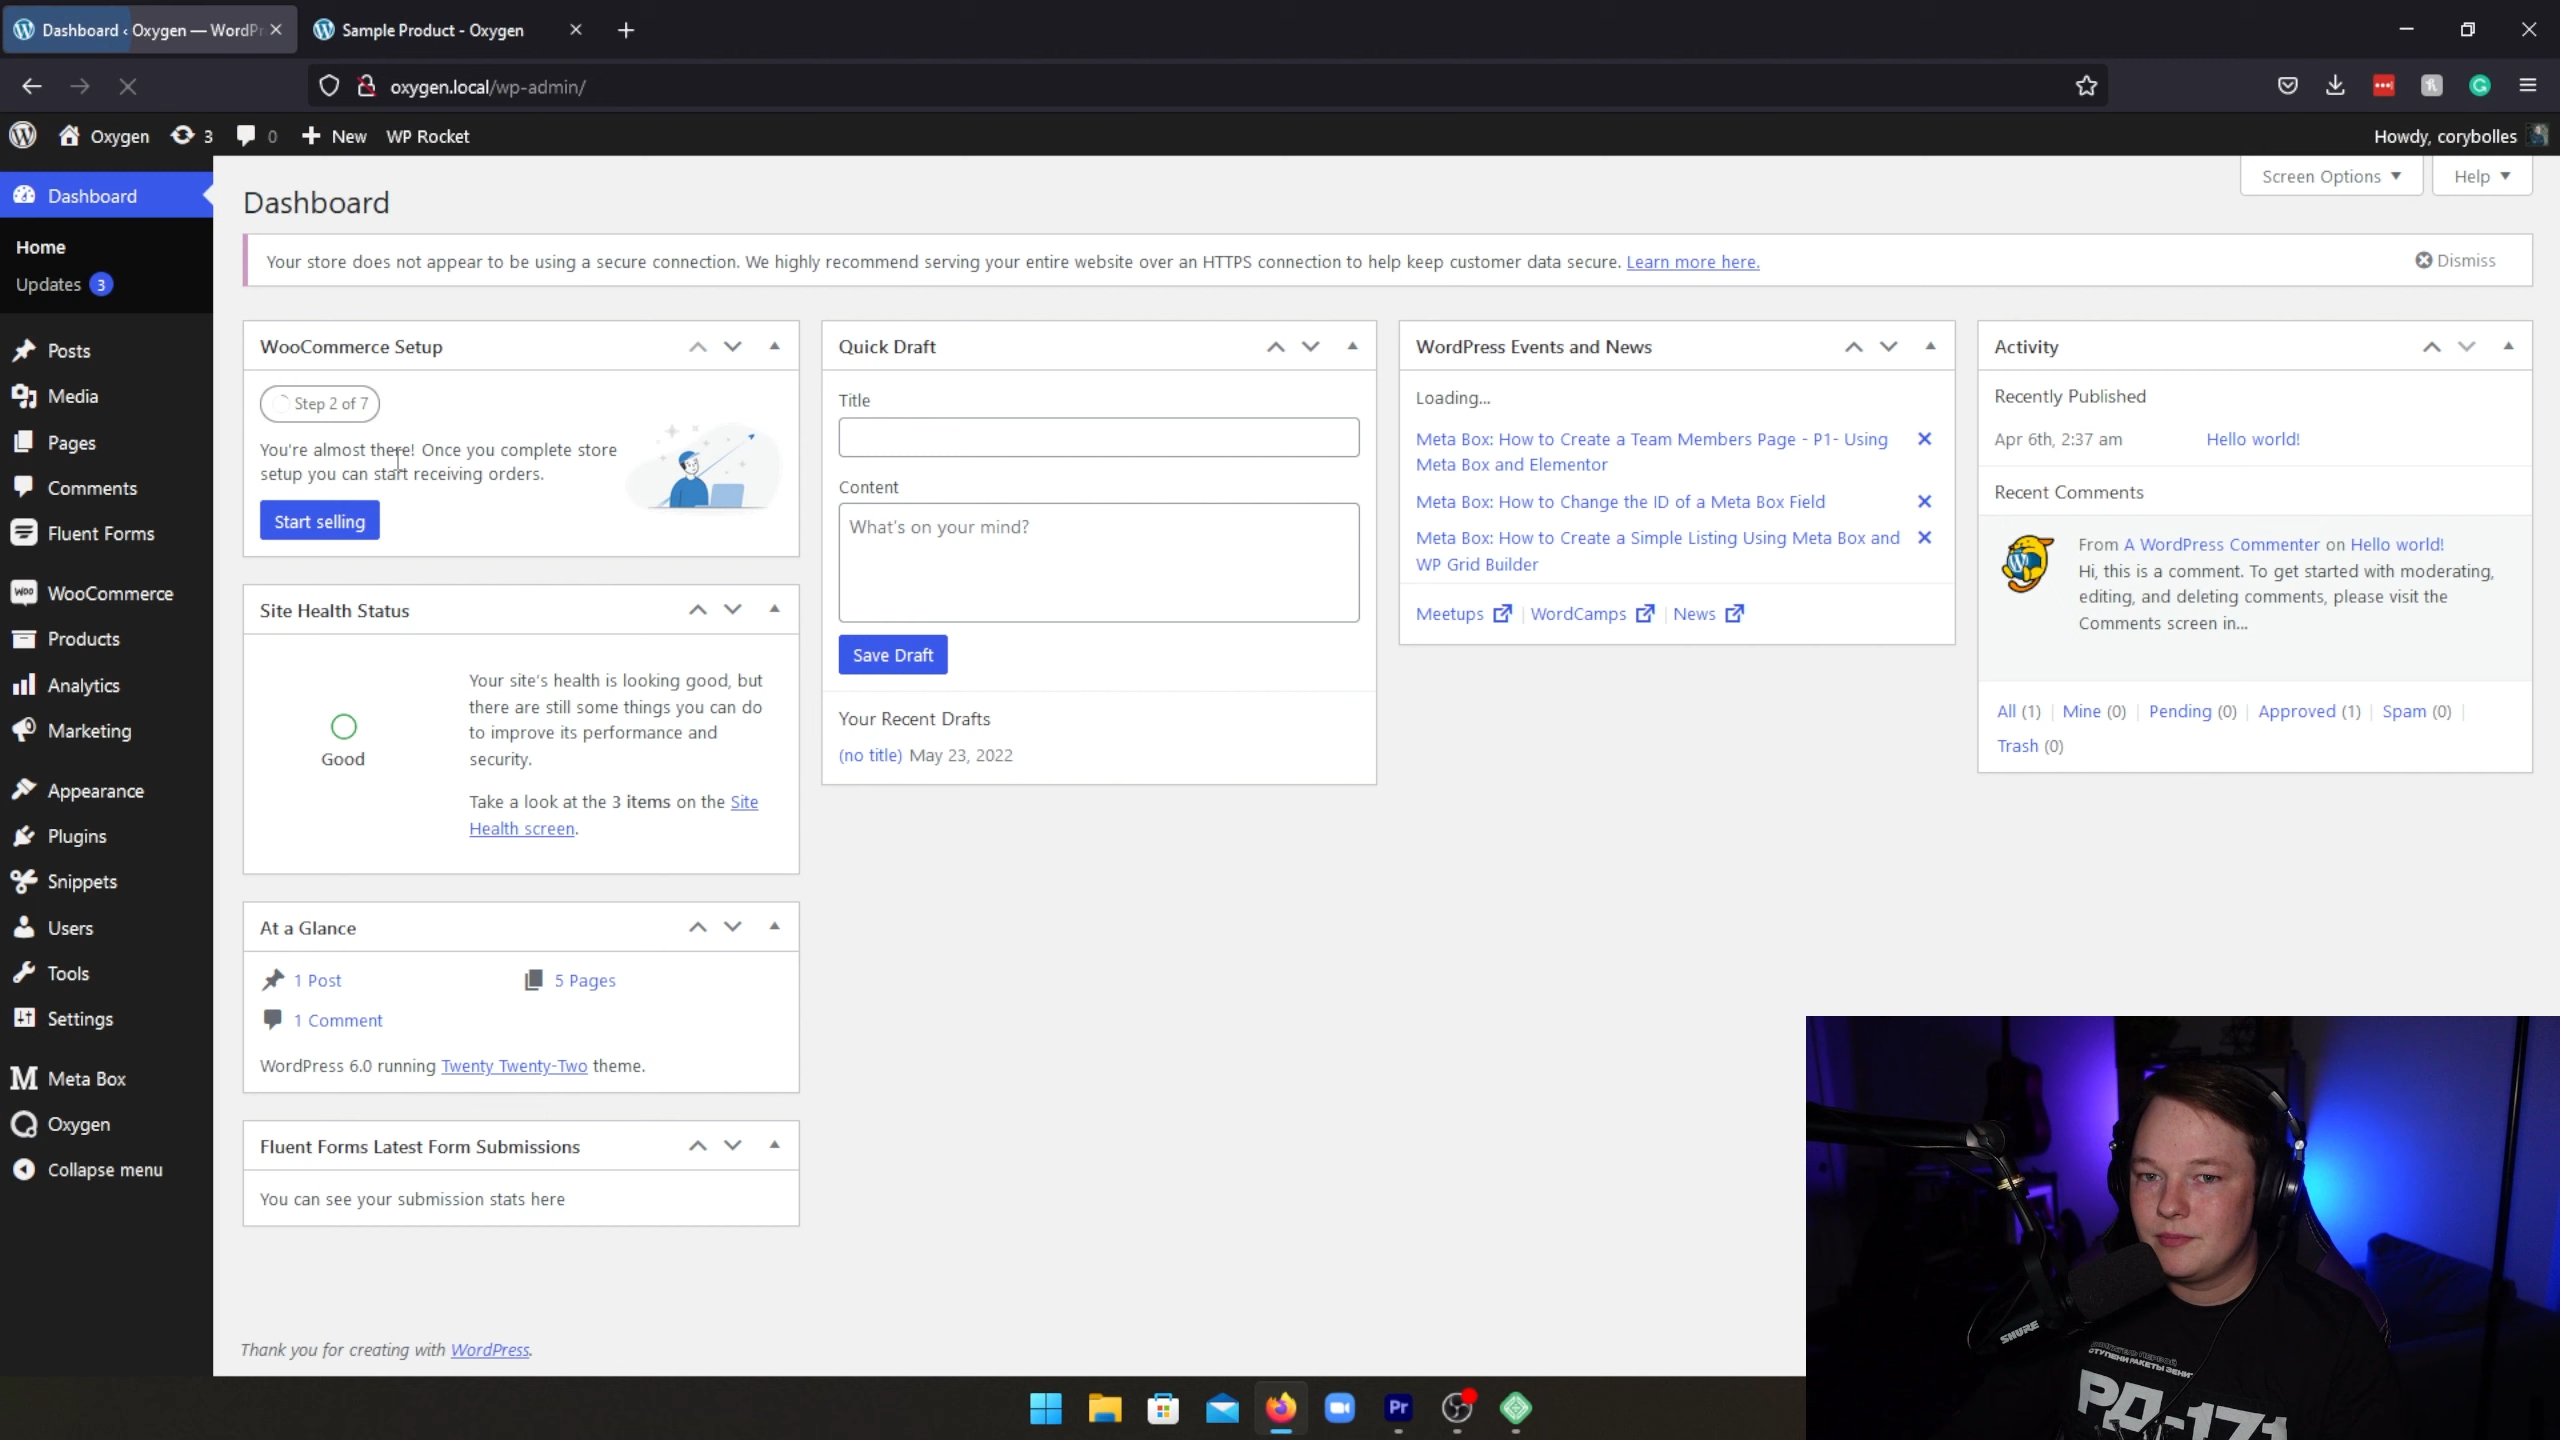 Dashboard ‹ Oxygen — WordPr
Sample Product - Oxygen
oxygen.local/wp-admin/
Oxygen
3
0
New
WP Rocket
Howdy, corybolles
Dashboard
Home
Updates 3
Posts
Media
Pages
Comments
Fluent Forms
WooCommerce
Products
Analytics
Marketing
Appearance
Plugins
Snippets
Users
Tools
Settings
Meta Box
Oxygen
Collapse menu
Screen Options
Help
Dashboard
Your store does not appear to be using a secure connection. We highly recommend serving your entire website over an HTTPS connection to help keep customer data secure. Learn more here.
Dismiss
WooCommerce Setup
Step 2 of 7
You're almost there! Once you complete store
setup you can start receiving orders.
Start selling
Site Health Status
Good
Your site's health is looking good, but
there are still some things you can do
to improve its performance and
security.
Take a look at the 3 items on the Site
Health screen.
At a Glance
1 Post
5 Pages
1 Comment
WordPress 6.0 running Twenty Twenty-Two theme.
Fluent Forms Latest Form Submissions
You can see your submission stats here
Quick Draft
Title
Content
What's on your mind?
Save Draft
Your Recent Drafts
(no title) May 23, 2022
WordPress Events and News
Loading...
Meta Box: How to Create a Team Members Page - P1- Using
Meta Box and Elementor
Meta Box: How to Change the ID of a Meta Box Field
Meta Box: How to Create a Simple Listing Using Meta Box and
WP Grid Builder
Meetups | WordCamps | News
Activity
Recently Published
Apr 6th, 2:37 am
Hello world!
Recent Comments
From A WordPress Commenter on Hello world!
Hi, this is a comment. To get started with moderating,
editing, and deleting comments, please visit the
Comments screen in...
All (1) | Mine (0) | Pending (0) | Approved (1) | Spam (0) |
Trash (0)
Thank you for creating with WordPress.
Pr
SHURE
СТУПЕНИ РАКЕТЫ ЗЕНИТ
РД-171